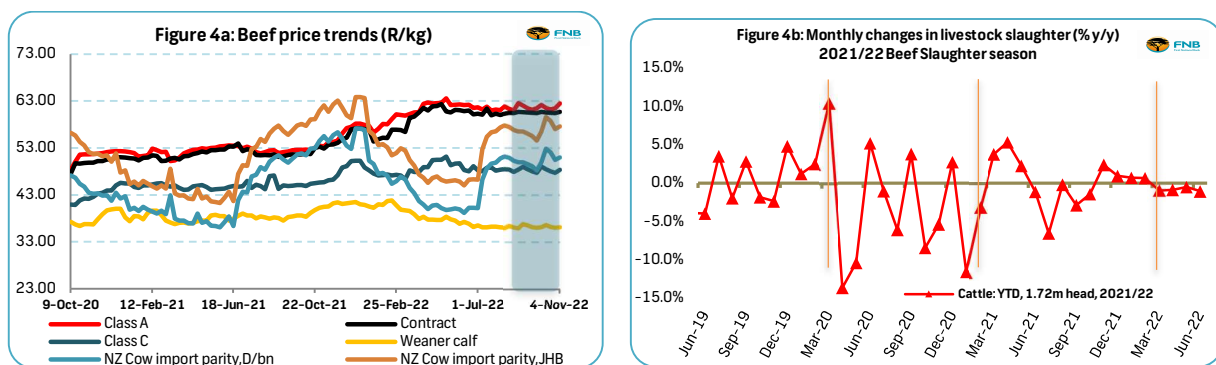 Figure 4a: Beef price trends (R/kg)
FNB
73.00
63.00
53.00
43.00
33.00
23.00
9-Oct-20 12-Feb-21 18-Jun-21 22-Oct-21 25-Feb-22 1-Jul-22 4-Nov-22
Class A Contract
Class C Weaner calf
NZ Cow import parity,D/bn NZ Cow import parity,JHB
Figure 4b: Monthly changes in livestock slaughter (% y/y)
2021/22 Beef Slaughter season
FNB
15.0%
10.0%
5.0%
0.0%
-5.0%
-10.0%
-15.0%
Cattle: YTD, 1.72m head, 2021/22
Jun-19 Sep-19 Dec-19 Mar-20 Jun-20 Sep-20 Dec-20 Mar-21 Jun-21 Sep-21 Dec-21 Mar-22 Jun-22